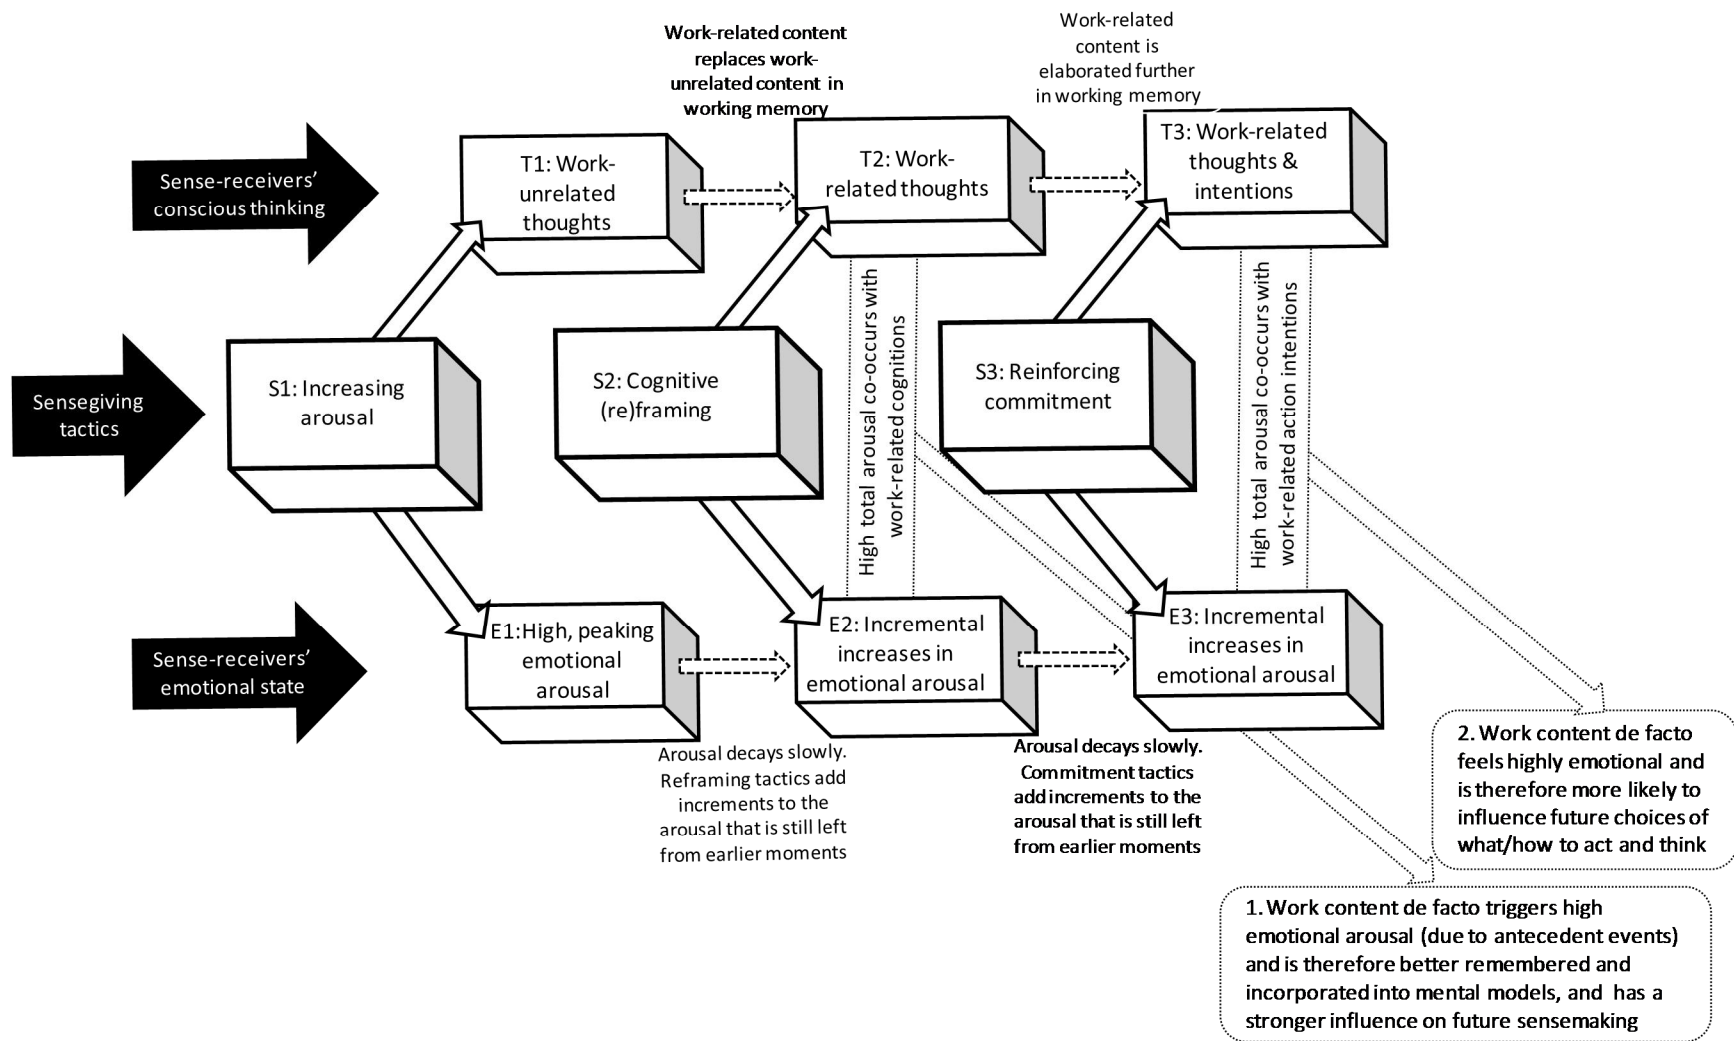 Work-related content
replaces work-
unrelated content in
working memory
Work-related
content is
elaborated further
in working memory
Sense-receivers’
conscious thinking
T1: Work-
unrelated
thoughts
T2: Work-
related thoughts
T3: Work-related
thoughts &
intentions
Sensegiving
tactics
S1: Increasing
arousal
S2: Cognitive
(re)framing
High total arousal co-occurs with
work-related cognitions
S3: Reinforcing
commitment
High total arousal co-occurs with
work-related action intentions
Sense-receivers’
emotional state
E1:High, peaking
emotional
arousal
E2: Incremental
increases in
emotional arousal
E3: Incremental
increases in
emotional arousal
Arousal decays slowly.
Reframing tactics add
increments to the
arousal that is still left
from earlier moments
Arousal decays slowly.
Commitment tactics
add increments to the
arousal that is still left
from earlier moments
2. Work content de facto
feels highly emotional and
is therefore more likely to
influence future choices of
what/how to act and think
1. Work content de facto triggers high
emotional arousal (due to antecedent events)
and is therefore better remembered and
incorporated into mental models, and has a
stronger influence on future sensemaking